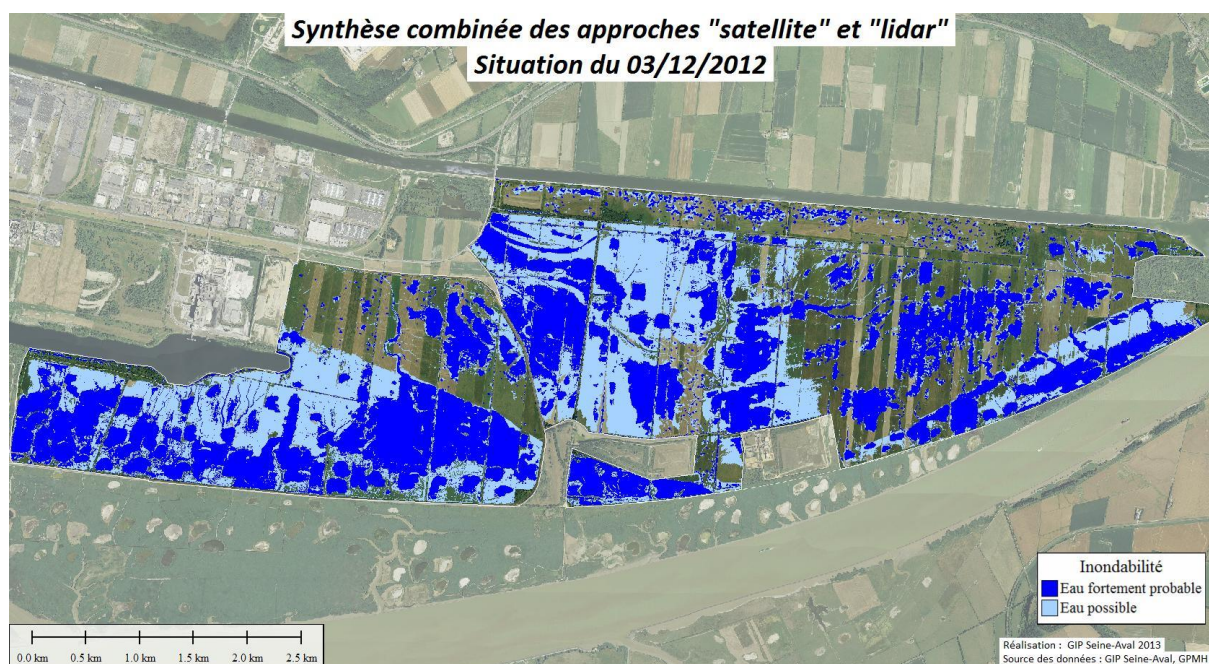 Synthèse combinée des approches "satellite" et "lidar"
Situation du 03/12/2012
Inondabilité
Eau fortement probable
Eau possible
0.0 km 0.5 km 1.0 km 1.5 km 2.0 km 2.5 km
Réalisation : GIP Seine-Aval 2013
Source des données : GIP Seine-Aval, GPMH